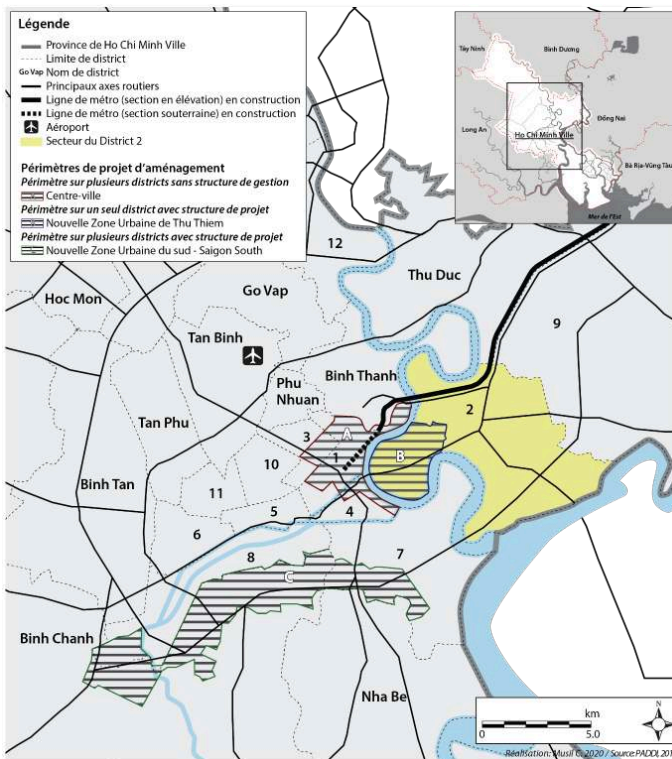 Légende
Province de Ho Chi Minh Ville
Limite de district
Go Vap Nom de district
Principaux axes routiers
Ligne de métro (section en élévation) en construction
Ligne de métro (section souterraine) en construction
Aéroport
Secteur du District 2
Périmètres de projet d'aménagement
Périmètre sur plusieurs districts sans structure de gestion
Centre-ville
Périmètre sur un seul district avec structure de projet
Nouvelle Zone Urbaine de Thu Thiem
Périmètre sur plusieurs districts avec structure de projet
Nouvelle Zone Urbaine du sud - Saigon South
Tây Ninh
Bình Dương
Đồng Nai
Long An
Ho Chi Minh Ville
Bà Rịa-Vũng Tàu
Mer de l'Est
12
Thu Duc
Go Vap
Hoc Mon
9
Tan Binh
Binh Thanh
Phu
Nhuan
2
Tan Phu
A
3
1
B
10
Binh Tan
11
5
4
6
8
7
C
Binh Chanh
Nha Be
N
km
0
5.0
Réalisation: Musil C. 2020 / Source: PADDI, 201